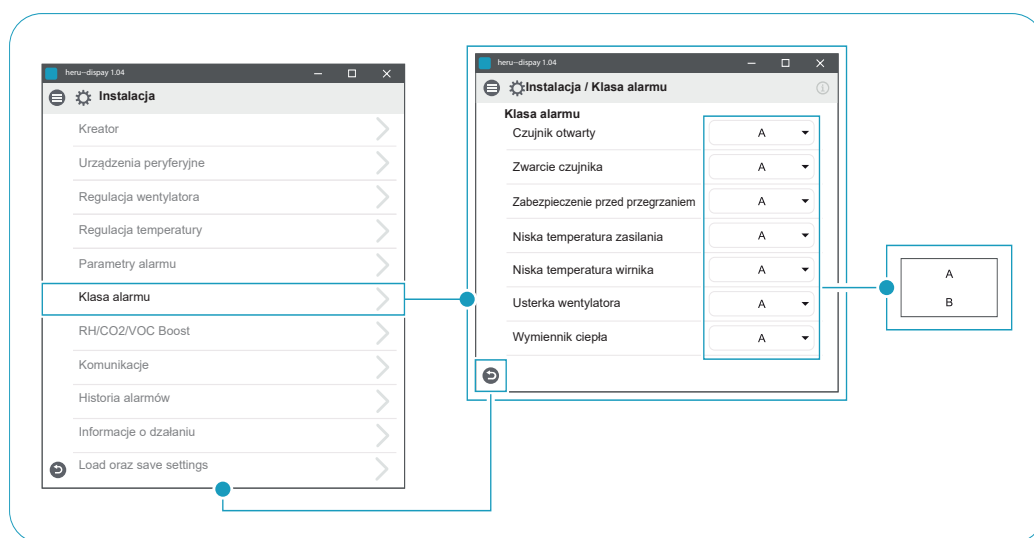 heru–dispay 1.04
Instalacja
Kreator
Urządzenia peryferyjne
Regulacja wentylatora
Regulacja temperatury
Parametry alarmu
Klasa alarmu
RH/CO2/VOC Boost
Komunikacje
Historia alarmów
Informacje o dzałaniu
Load oraz save settings
heru–dispay 1.04
Instalacja / Klasa alarmu
Klasa alarmu
Czujnik otwarty A
Zwarcie czujnika A
Zabezpieczenie przed przegrzaniem A
Niska temperatura zasilania A
Niska temperatura wirnika A
Usterka wentylatora A
Wymiennik ciepła A
A
B